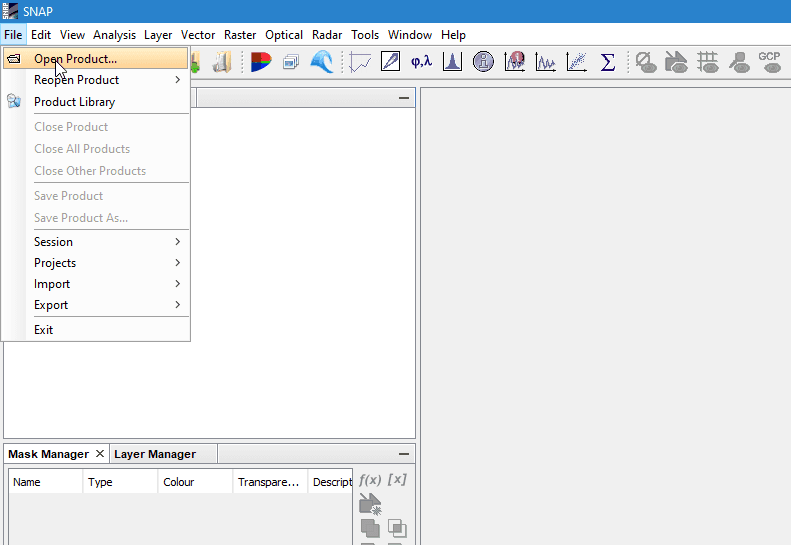 SNAP
File Edit View Analysis Layer Vector Raster Optical Radar Tools Window Help
Open Product...
Reopen Product
Product Library
Close Product
Close All Products
Close Other Products
Save Product
Save Product As...
Session
Projects
Import
Export
Exit
φ,λ
Σ
GCP
Mask Manager Layer Manager
Name Type Colour Transpare... Descript
f(x) [x]